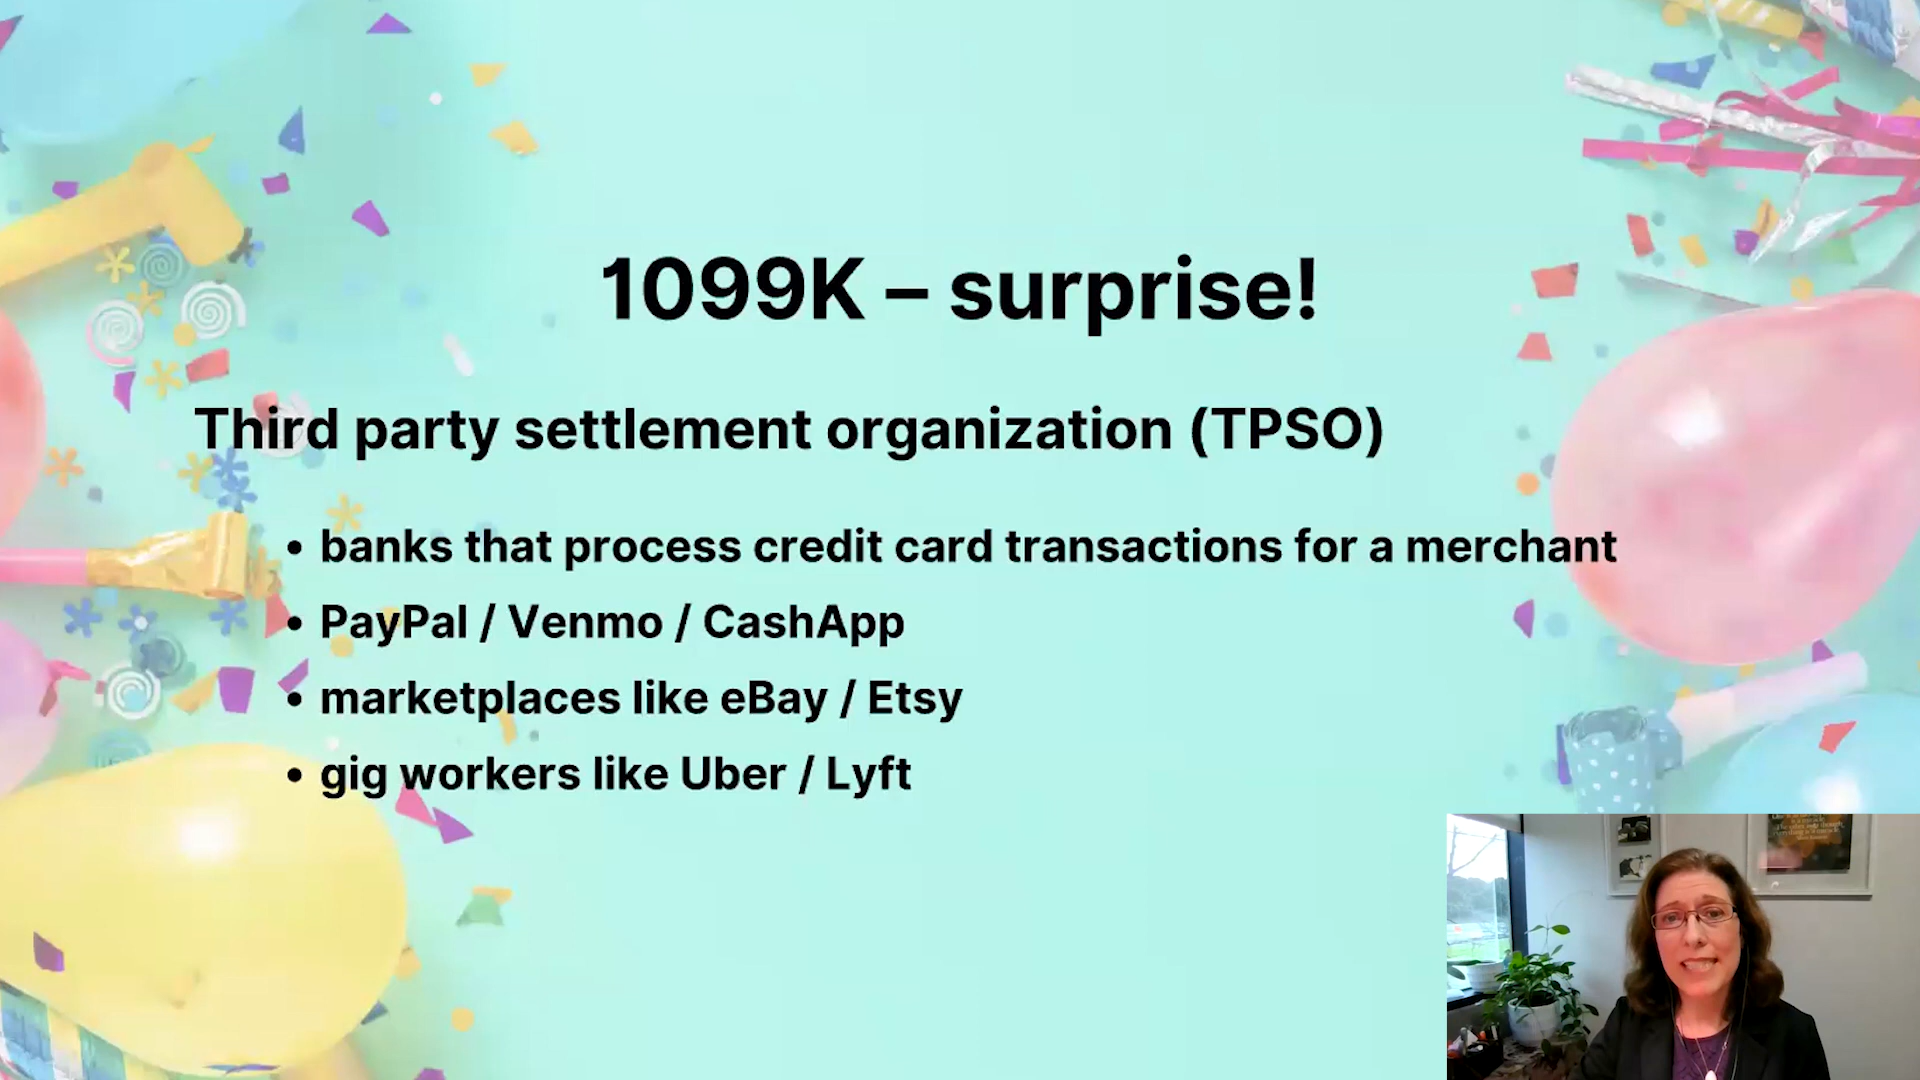 1099K – surprise!
Third party settlement organization (TPSO)
• banks that process credit card transactions for a merchant
• PayPal / Venmo / CashApp
• marketplaces like eBay / Etsy
• gig workers like Uber / Lyft